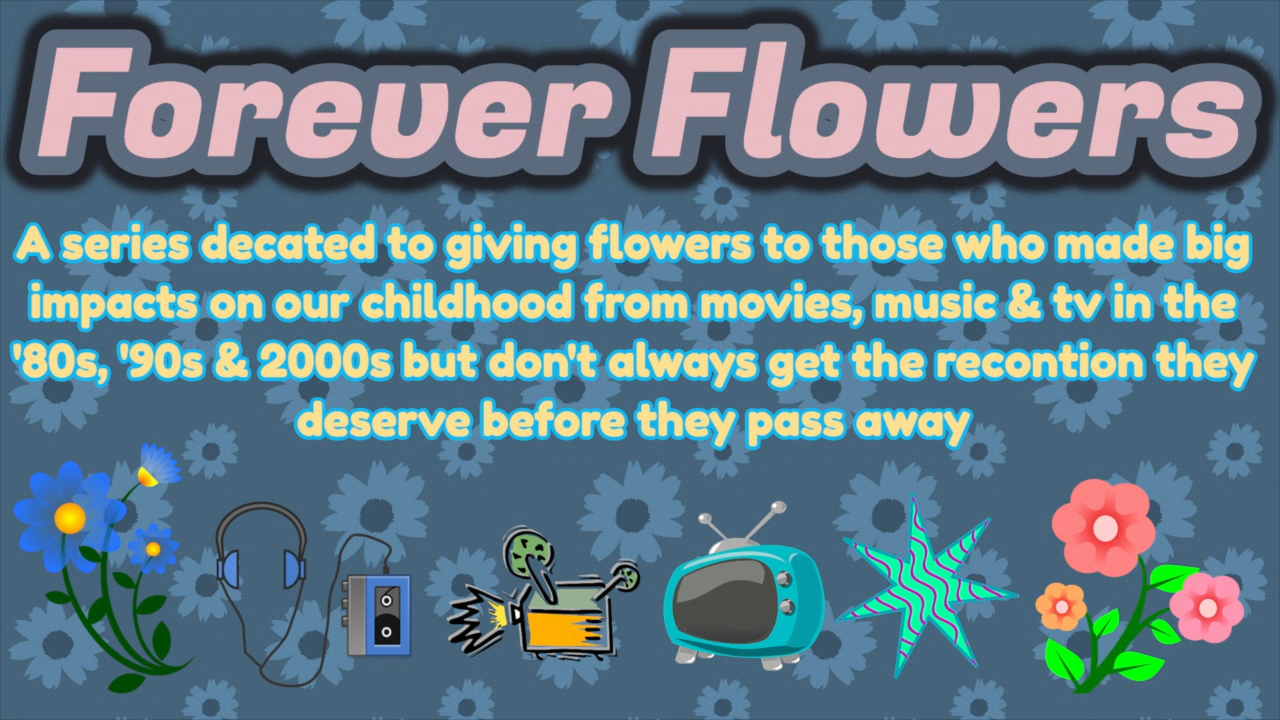 Forever Flowers
A series decated to giving flowers to those who made big
impacts on our childhood from movies, music & tv in the
'80s, '90s & 2000s but don't always get the recontion they
deserve before they pass away